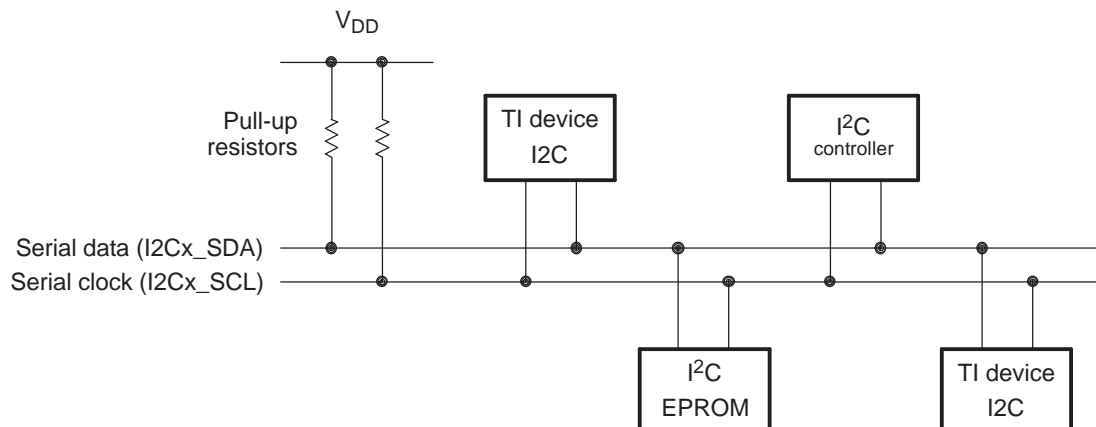 VDD
Pull-up
resistors
TI device
I2C
I2C
controller
Serial data (I2Cx_SDA)
Serial clock (I2Cx_SCL)
I2C
EPROM
TI device
I2C